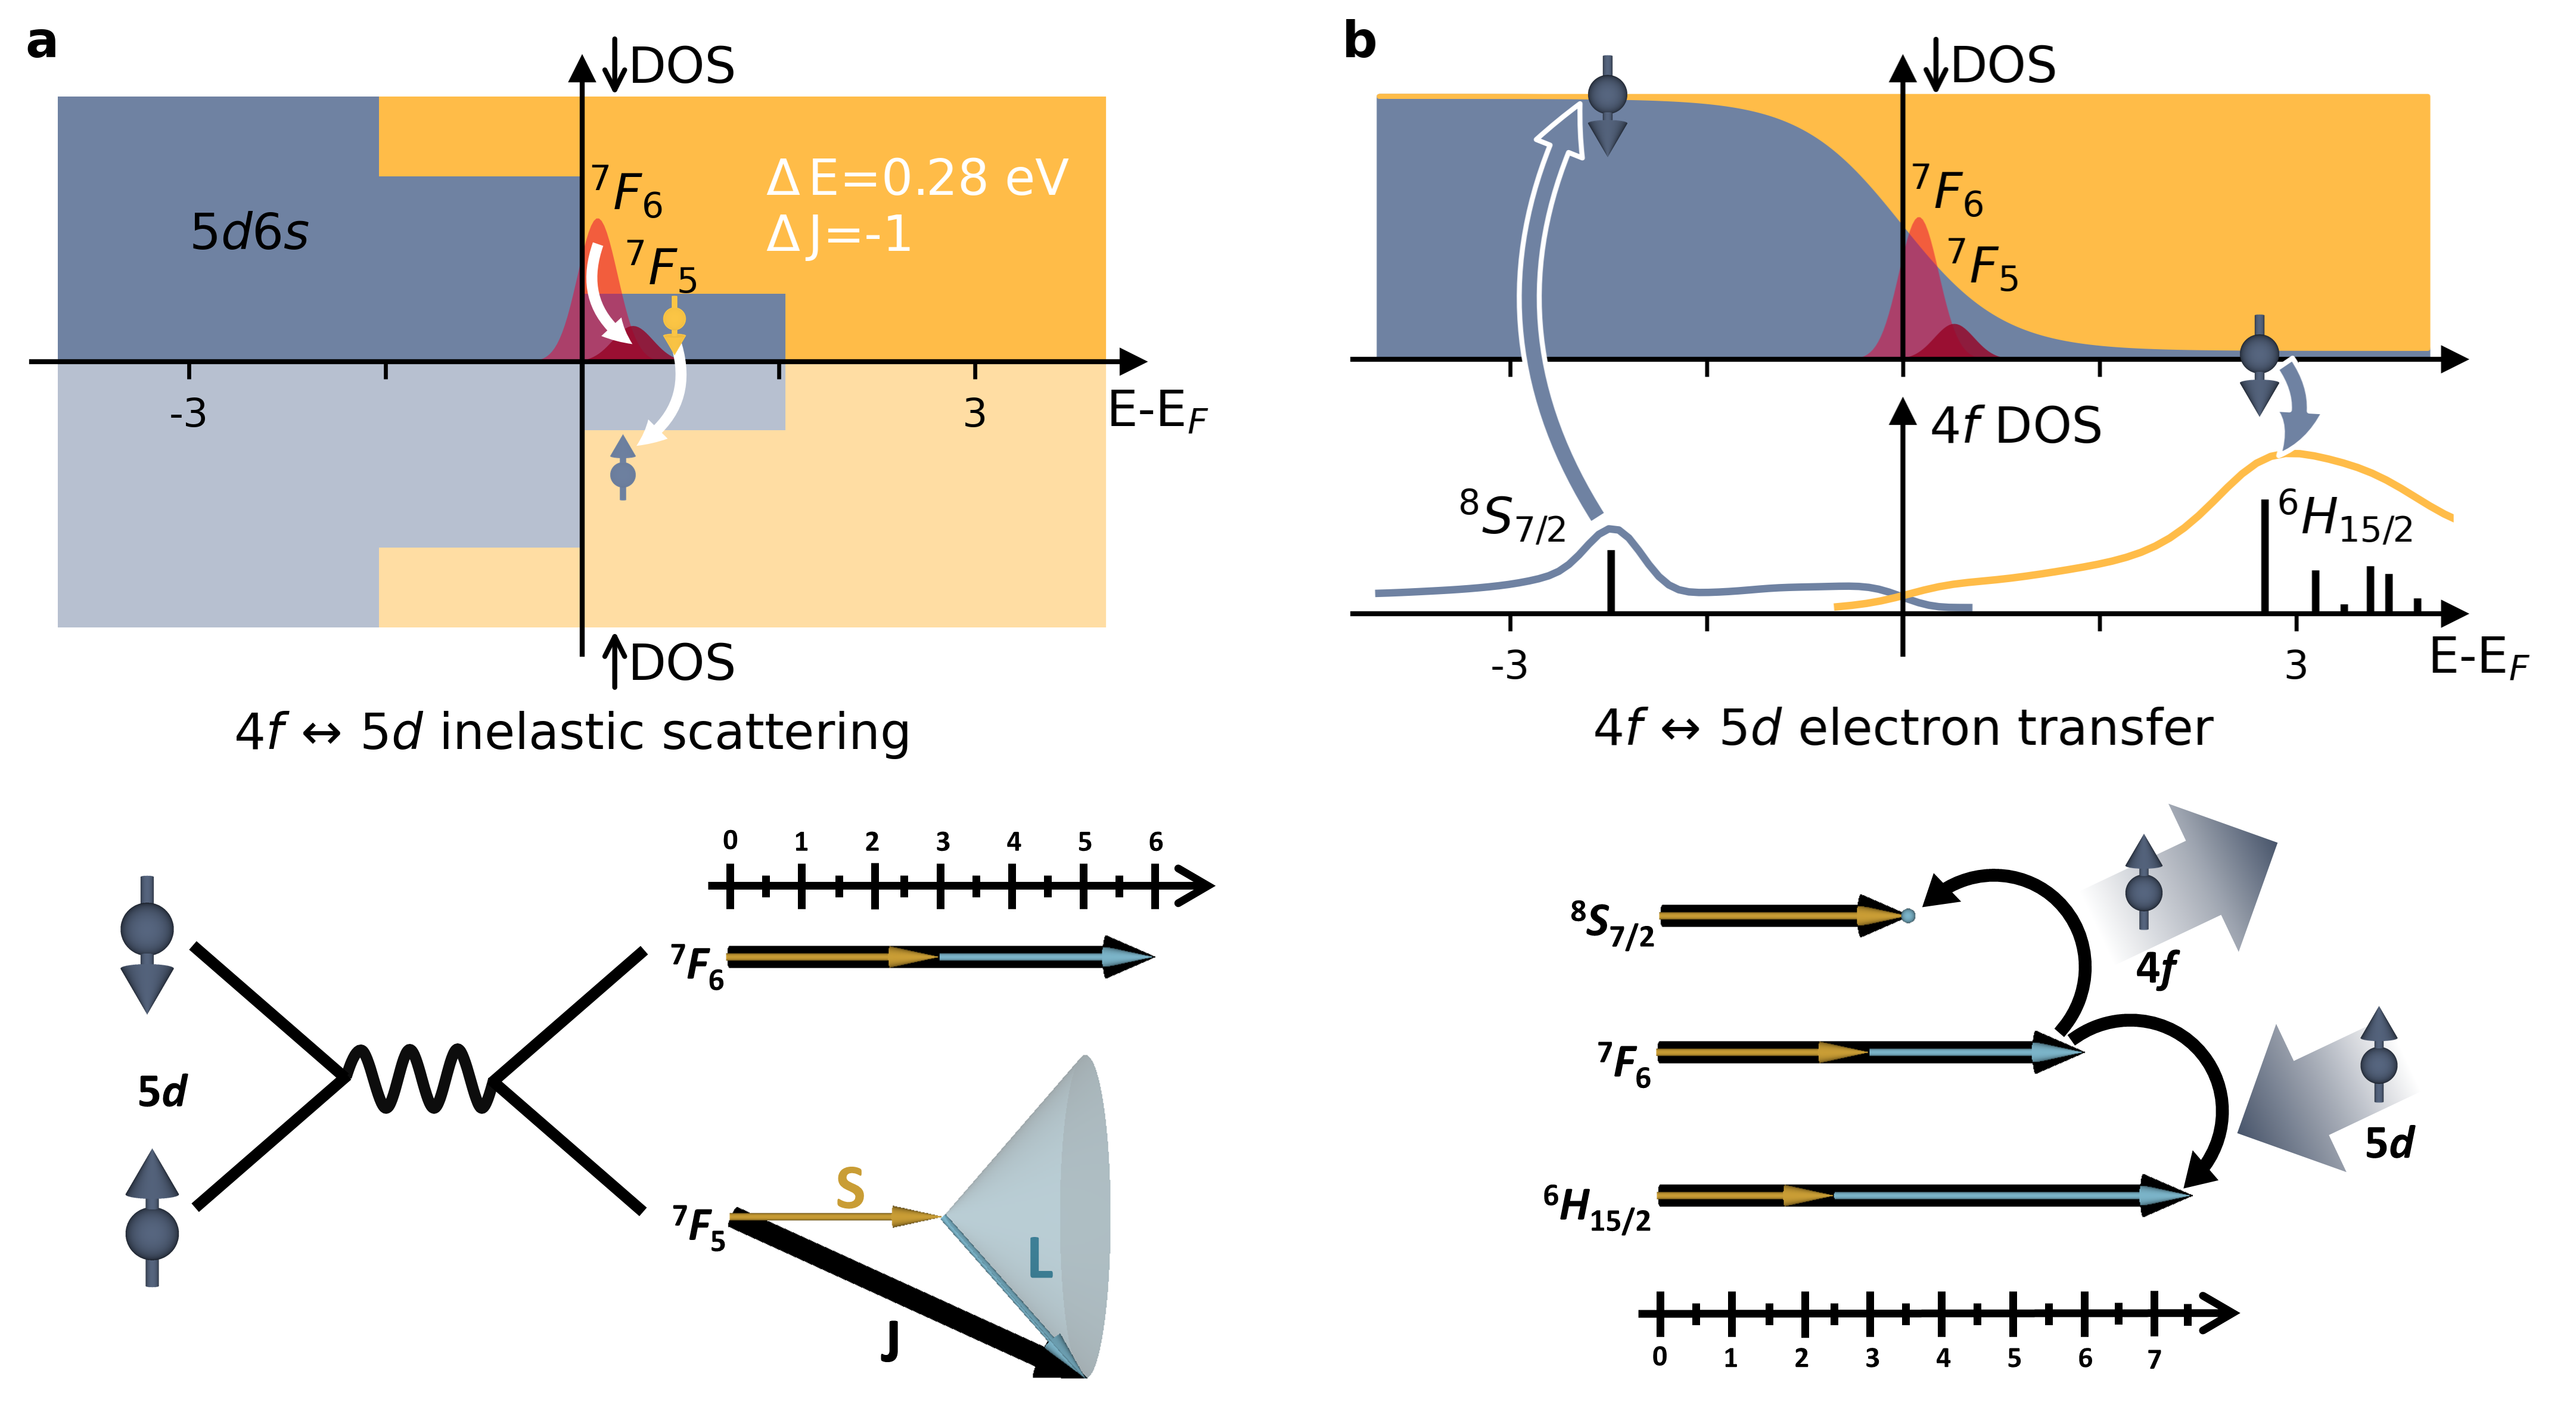 a
↓DOS
⁷F₆
ΔE=0.28 eV
5d6s
⁷F₅
ΔJ=-1
-3
3
E-E_F
↑DOS
4f ↔ 5d inelastic scattering
0 1 2 3 4 5 6
⁷F₆
5d
S
⁷F₅
L
J
b
↓DOS
⁷F₆
⁷F₅
4f DOS
⁸S₇/₂
⁶H₁₅/₂
-3
3
E-E_F
4f ↔ 5d electron transfer
⁸S₇/₂
4f
⁷F₆
5d
⁶H₁₅/₂
0 1 2 3 4 5 6 7